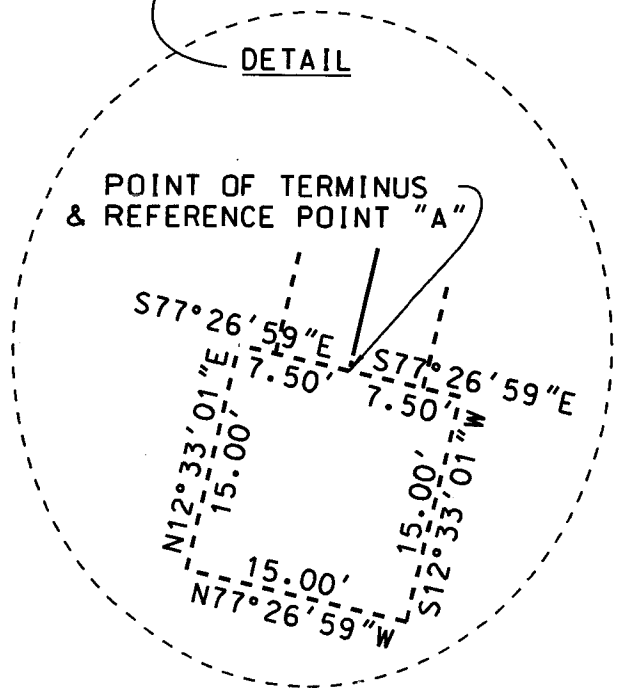 DETAIL
POINT OF TERMINUS
& REFERENCE POINT "A"
S77°26'59"E
7.50'
S77°26'59"E
7.50'
N12°33'01"E
15.00'
15.00'
S12°33'01"W
15.00'
N77°26'59"W